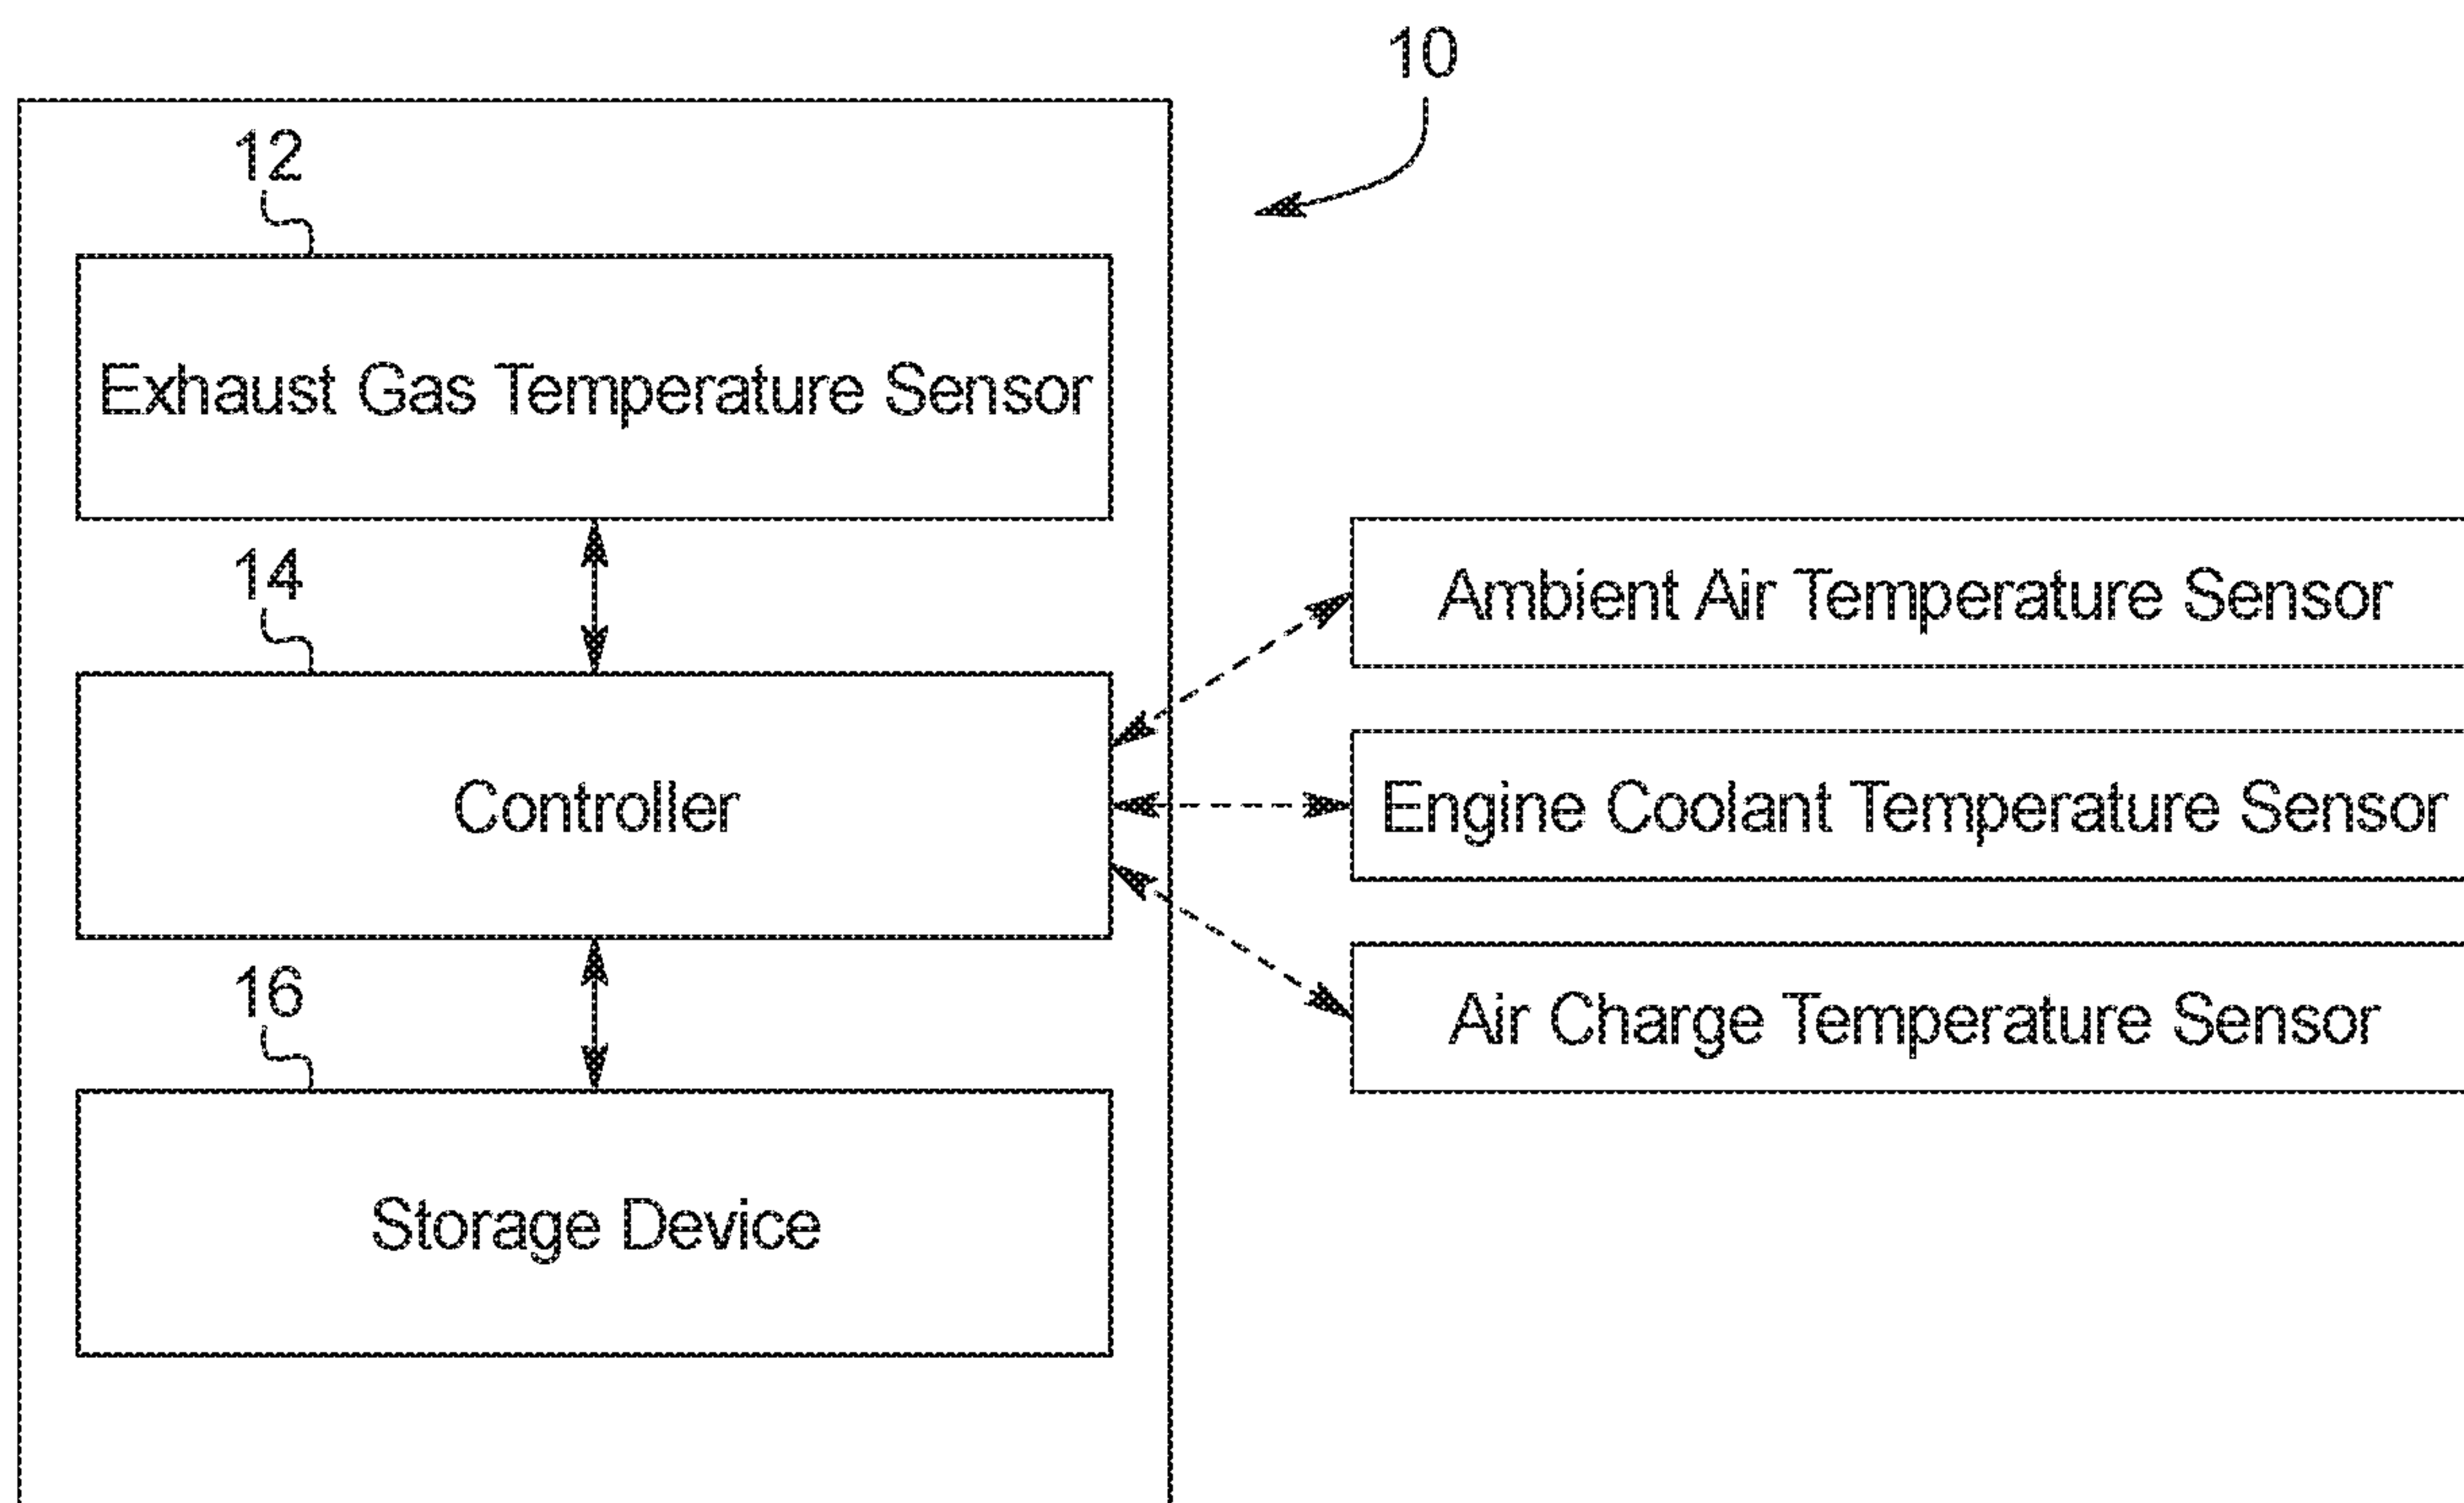 10
12
Exhaust Gas Temperature Sensor
14
Ambient Air Temperature Sensor
Controller
Engine Coolant Temperature Sensor
16
Air Charge Temperature Sensor
Storage Device